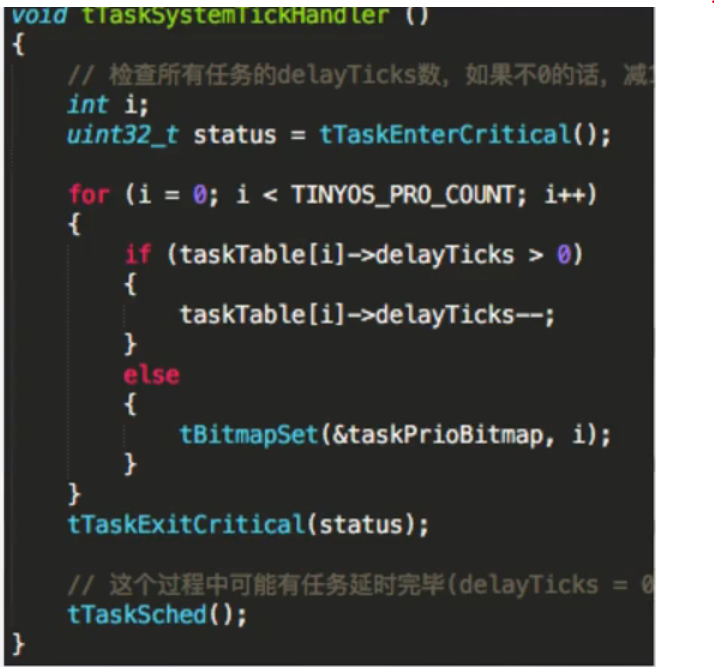 void tTaskSystemTickHandler ()
{
    // 检查所有任务的delayTicks数，如果不0的话，减1
    int i;
    uint32_t status = tTaskEnterCritical();

    for (i = 0; i < TINYOS_PRO_COUNT; i++)
    {
        if (taskTable[i]->delayTicks > 0)
        {
            taskTable[i]->delayTicks--;
        }
        else
        {
            tBitmapSet(&taskPrioBitmap, i);
        }
    }
    tTaskExitCritical(status);

    // 这个过程中可能有任务延时完毕(delayTicks = 0
    tTaskSched();
}